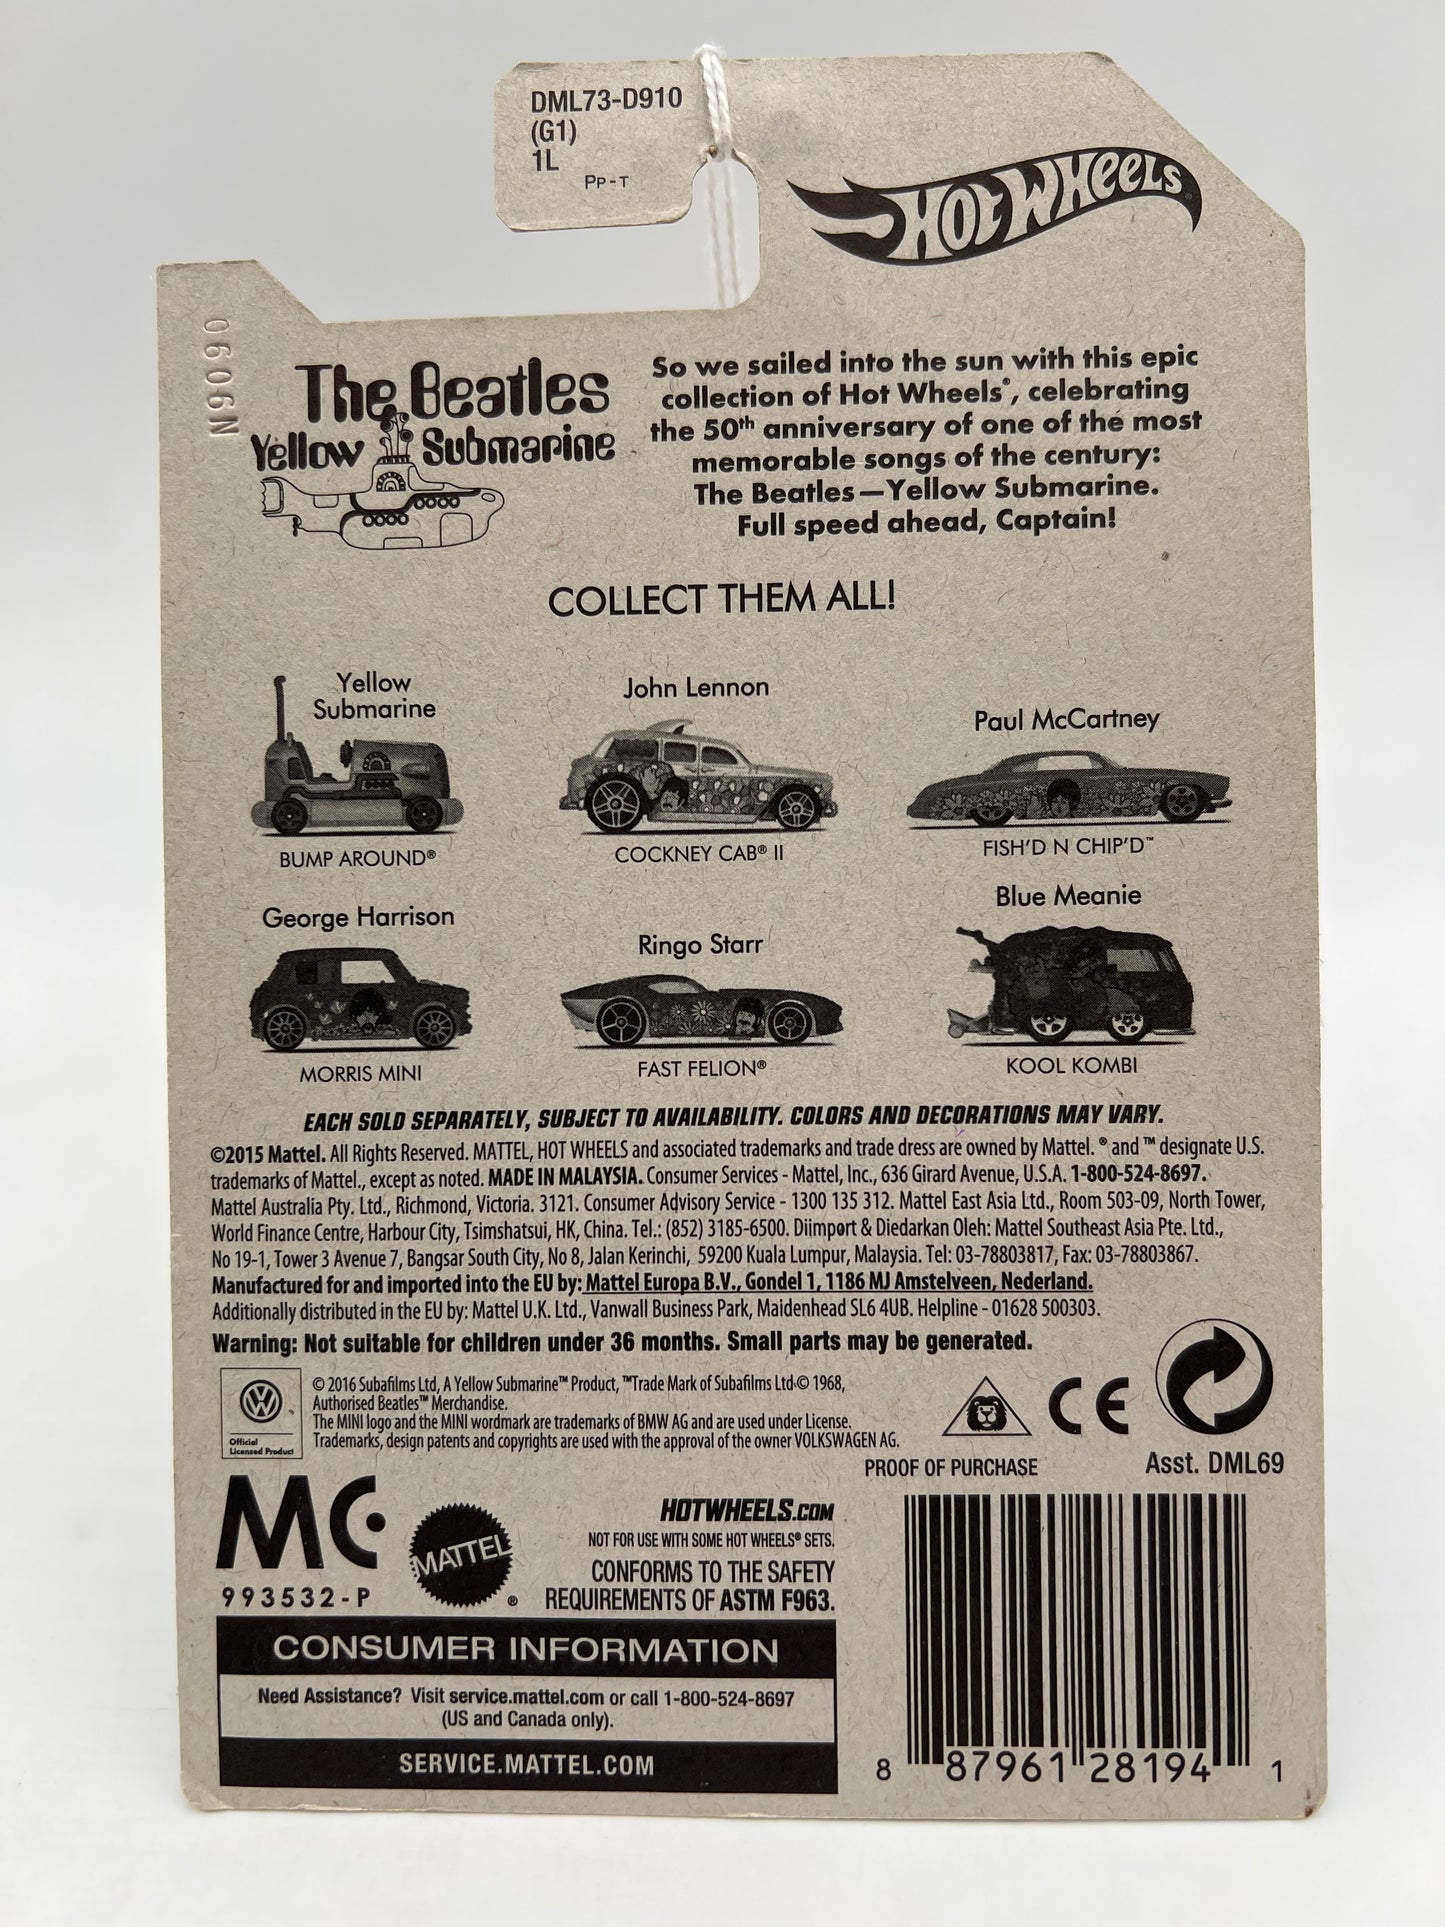 DML73-D910
(G1)
1L
PP-T
HOT WHEELS
N9060
The Beatles
Yellow Submarine
So we sailed into the sun with this epic
collection of Hot Wheels®, celebrating
the 50th anniversary of one of the most
memorable songs of the century:
The Beatles—Yellow Submarine.
Full speed ahead, Captain!
COLLECT THEM ALL!
Yellow
Submarine
BUMP AROUND®
John Lennon
COCKNEY CAB® II
Paul McCartney
FISH'D N CHIP'D™
George Harrison
MORRIS MINI
Ringo Starr
FAST FELION®
Blue Meanie
KOOL KOMBI
EACH SOLD SEPARATELY, SUBJECT TO AVAILABILITY. COLORS AND DECORATIONS MAY VARY.
©2015 Mattel. All Rights Reserved. MATTEL, HOT WHEELS and associated trademarks and trade dress are owned by Mattel. ® and ™ designate U.S.
trademarks of Mattel., except as noted. MADE IN MALAYSIA. Consumer Services - Mattel, Inc., 636 Girard Avenue, U.S.A. 1-800-524-8697.
Mattel Australia Pty. Ltd., Richmond, Victoria. 3121. Consumer Advisory Service - 1300 135 312. Mattel East Asia Ltd., Room 503-09, North Tower,
World Finance Centre, Harbour City, Tsimshatsui, HK, China. Tel.: (852) 3185-6500. Diimport & Diedarkan Oleh: Mattel Southeast Asia Pte. Ltd.,
No 19-1, Tower 3 Avenue 7, Bangsar South City, No 8, Jalan Kerinchi, 59200 Kuala Lumpur, Malaysia. Tel: 03-78803817, Fax: 03-78803867.
Manufactured for and imported into the EU by: Mattel Europa B.V., Gondel 1, 1186 MJ Amstelveen, Nederland.
Additionally distributed in the EU by: Mattel U.K. Ltd., Vanwall Business Park, Maidenhead SL6 4UB. Helpline - 01628 500303.
Warning: Not suitable for children under 36 months. Small parts may be generated.
Official
Licensed Product
© 2016 Subafilms Ltd, A Yellow Submarine™ Product, ™Trade Mark of Subafilms Ltd © 1968,
Authorised Beatles™ Merchandise.
The MINI logo and the MINI wordmark are trademarks of BMW AG and are used under License.
Trademarks, design patents and copyrights are used with the approval of the owner VOLKSWAGEN AG.
CE
PROOF OF PURCHASE
Asst. DML69
MC
993532-P
MATTEL®
HOTWHEELS.COM
NOT FOR USE WITH SOME HOT WHEELS® SETS.
CONFORMS TO THE SAFETY
REQUIREMENTS OF ASTM F963.
CONSUMER INFORMATION
Need Assistance? Visit service.mattel.com or call 1-800-524-8697
(US and Canada only).
SERVICE.MATTEL.COM
8 87961 28194 1